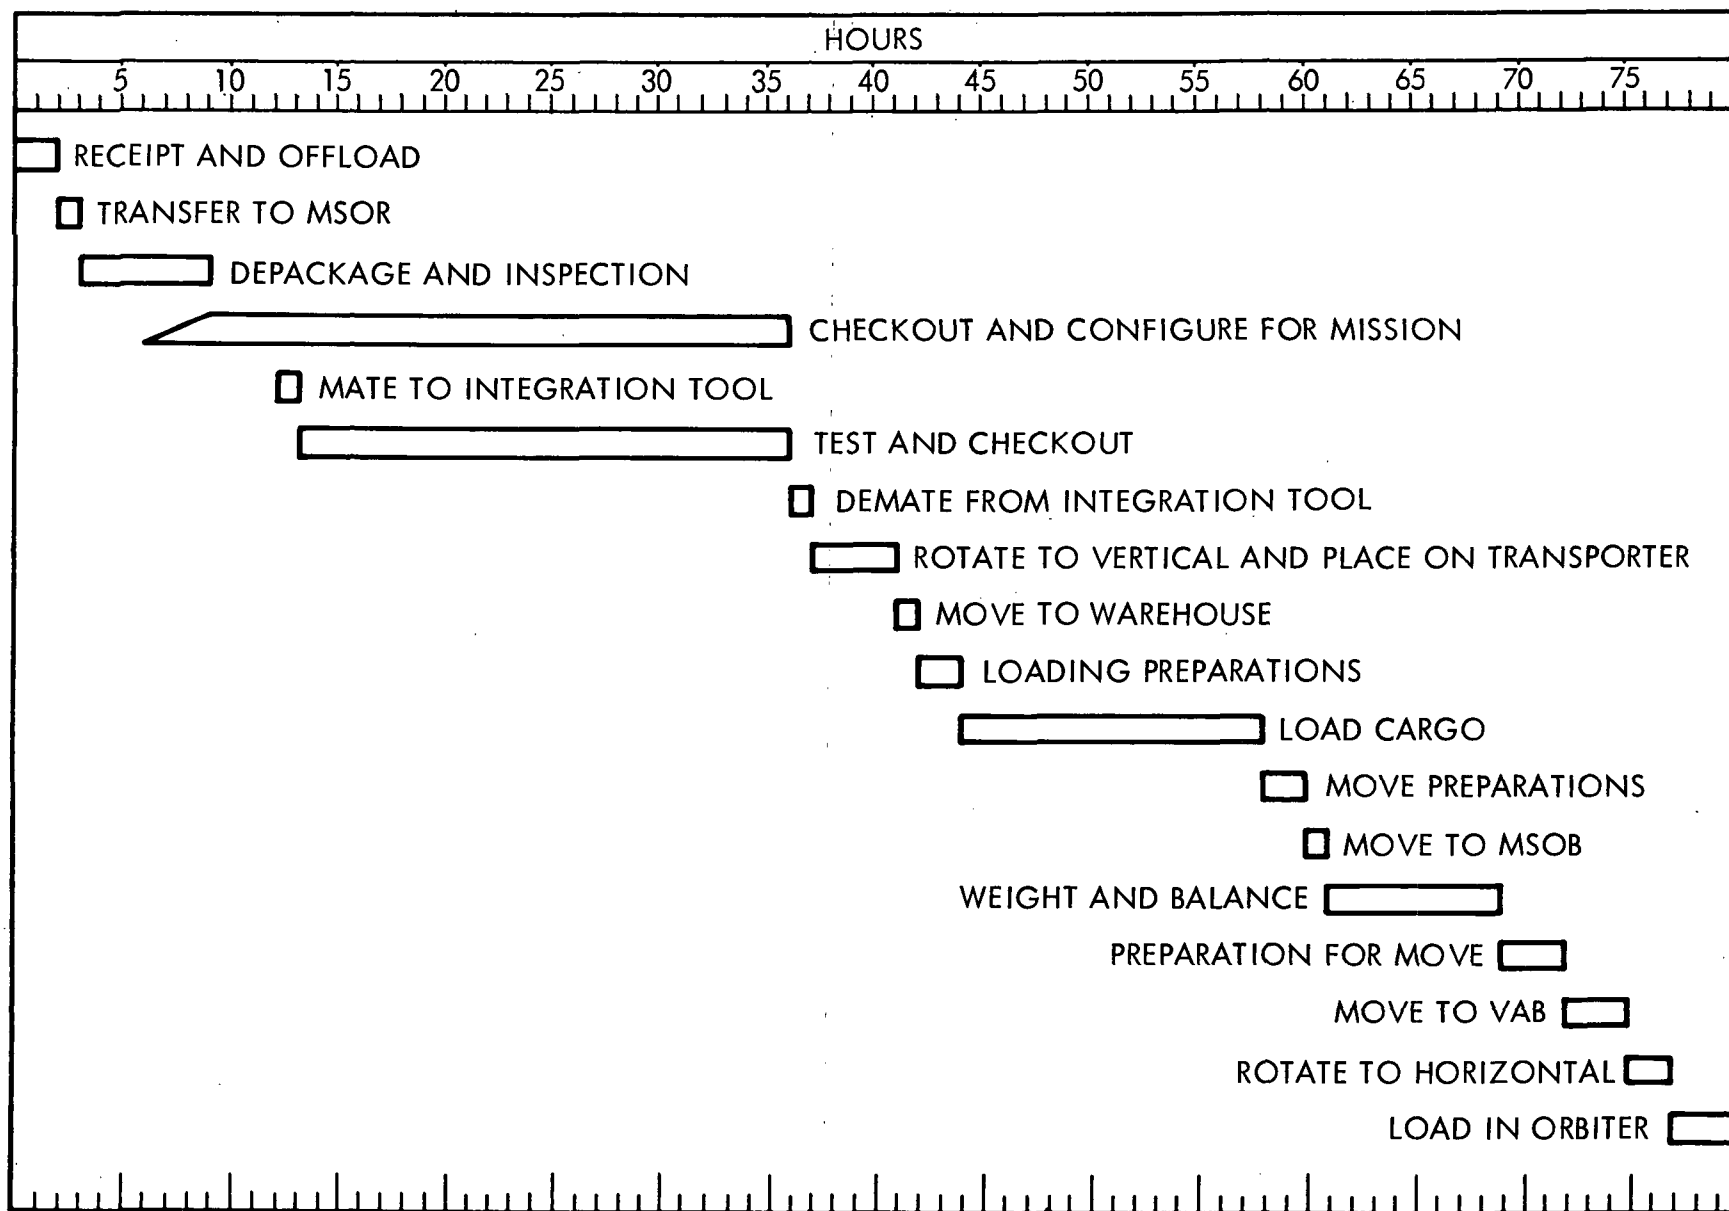 HOURS
5 10 15 20 25 30 35 40 45 50 55 60 65 70 75
RECEIPT AND OFFLOAD
TRANSFER TO MSOR
DEPACKAGE AND INSPECTION
CHECKOUT AND CONFIGURE FOR MISSION
MATE TO INTEGRATION TOOL
TEST AND CHECKOUT
DEMATE FROM INTEGRATION TOOL
ROTATE TO VERTICAL AND PLACE ON TRANSPORTER
MOVE TO WAREHOUSE
LOADING PREPARATIONS
LOAD CARGO
MOVE PREPARATIONS
MOVE TO MSOB
WEIGHT AND BALANCE
PREPARATION FOR MOVE
MOVE TO VAB
ROTATE TO HORIZONTAL
LOAD IN ORBITER